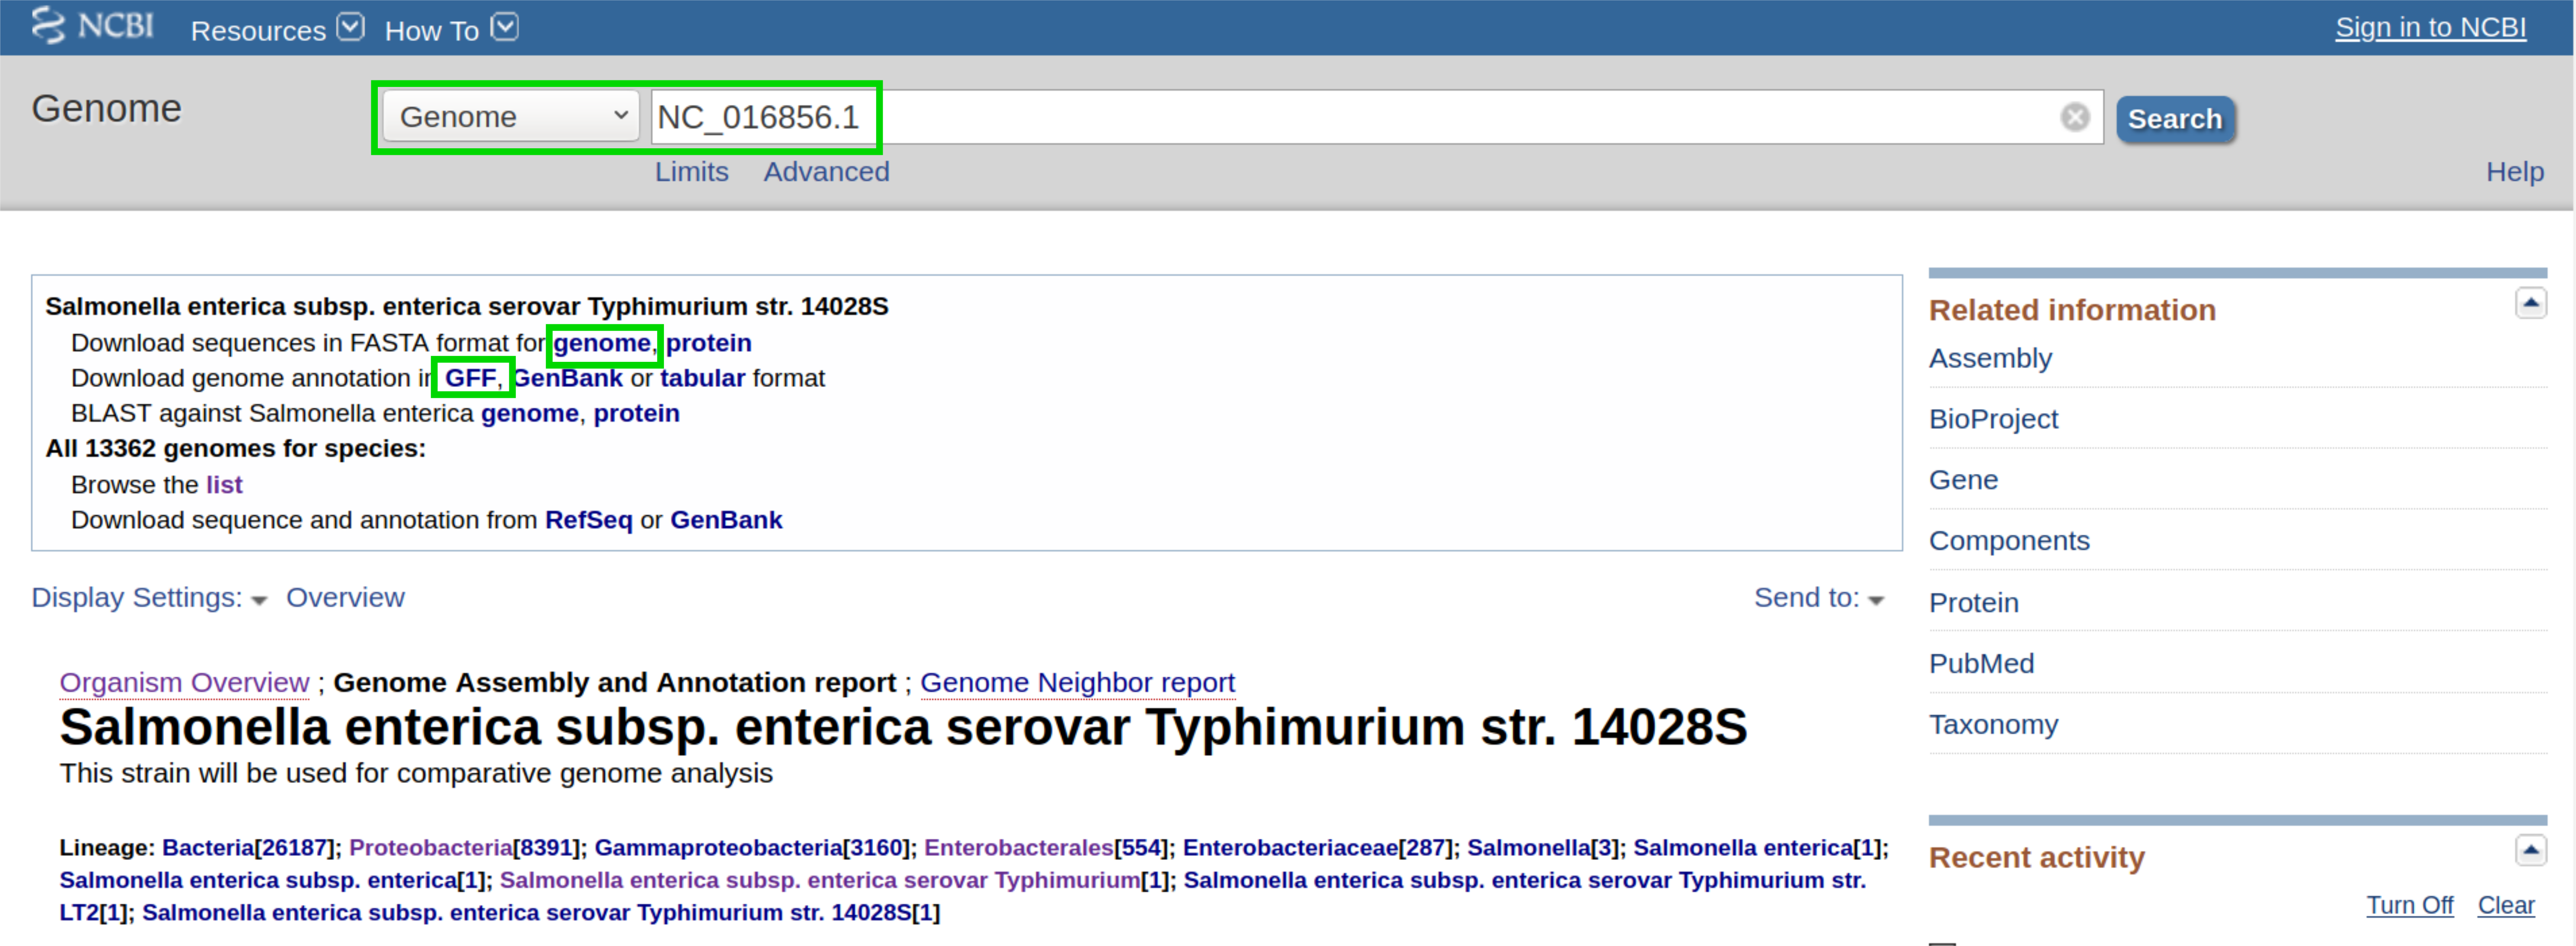 NCBI Resources How To Sign in to NCBI
Genome Genome NC_016856.1 Search
Limits Advanced Help
Salmonella enterica subsp. enterica serovar Typhimurium str. 14028S
Download sequences in FASTA format for genome, protein
Download genome annotation in GFF, GenBank or tabular format
BLAST against Salmonella enterica genome, protein
All 13362 genomes for species:
Browse the list
Download sequence and annotation from RefSeq or GenBank
Display Settings: Overview Send to:
Organism Overview ; Genome Assembly and Annotation report ; Genome Neighbor report
Salmonella enterica subsp. enterica serovar Typhimurium str. 14028S
This strain will be used for comparative genome analysis
Lineage: Bacteria[26187]; Proteobacteria[8391]; Gammaproteobacteria[3160]; Enterobacterales[554]; Enterobacteriaceae[287]; Salmonella[3]; Salmonella enterica[1];
Salmonella enterica subsp. enterica[1]; Salmonella enterica subsp. enterica serovar Typhimurium[1]; Salmonella enterica subsp. enterica serovar Typhimurium str.
LT2[1]; Salmonella enterica subsp. enterica serovar Typhimurium str. 14028S[1]
Related information
Assembly
BioProject
Gene
Components
Protein
PubMed
Taxonomy
Recent activity
Turn Off Clear